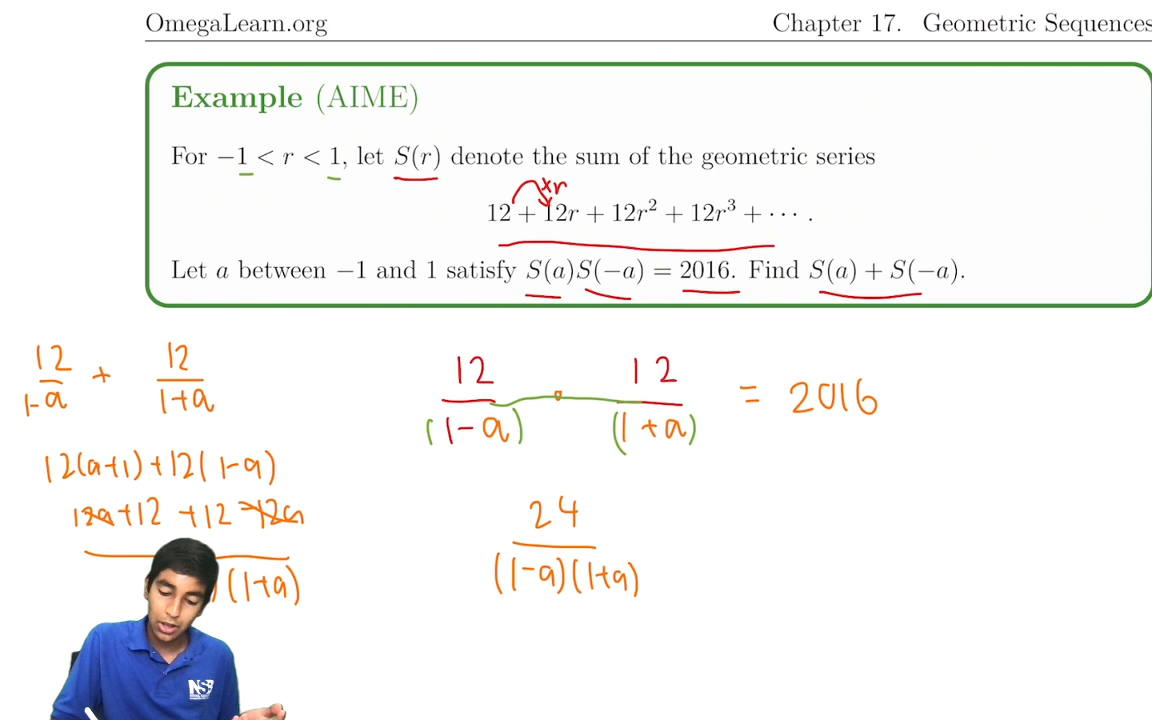 OmegaLearn.org Chapter 17. Geometric Sequences
Example (AIME)
For −1 < r < 1, let S(r) denote the sum of the geometric series
×r
12 + 12r + 12r² + 12r³ + ··· .
Let a between −1 and 1 satisfy S(a)S(−a) = 2016. Find S(a) + S(−a).
12/1-a + 12/1+a
12(a+1)+12(1-a)
12a+12 +12-12a
(1+a)
12/(1-a) · 12/(1+a) = 2016
24/(1-a)(1+a)